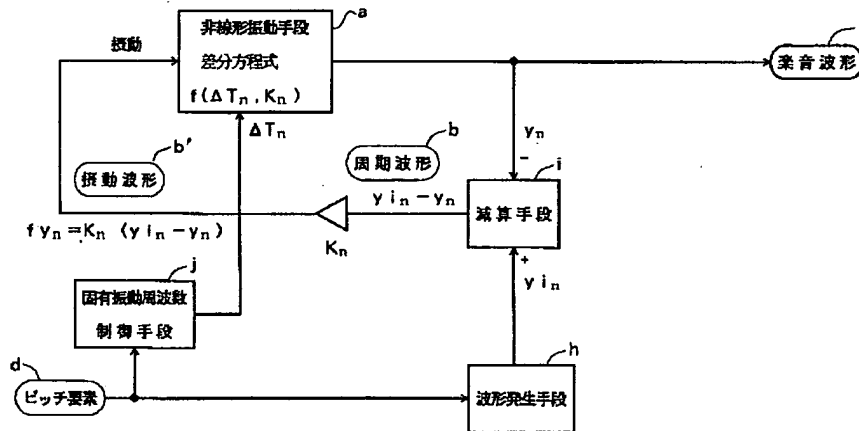 摂動
非線形振動手段
差分方程式
f(ΔTn, Kn)
a
楽音波形
ΔTn
yn
b'
摂動波形
b
周期波形
−
i
減算手段
yin−yn
fyn=Kn (yin−yn)
Kn
+
yin
j
固有振動周波数
制御手段
d
ピッチ要素
h
波形発生手段